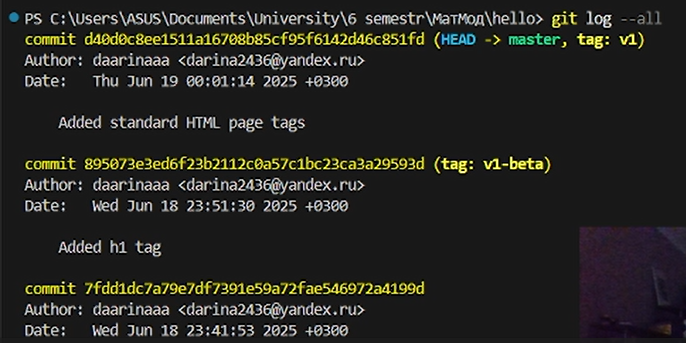 PS C:\Users\ASUS\Documents\University\6 semestr\МатМод\hello> git log --all
commit d40d0c8ee1511a16708b85cf95f6142d46c851fd (HEAD -> master, tag: v1)
Author: daarinaaa <darina2436@yandex.ru>
Date:   Thu Jun 19 00:01:14 2025 +0300
Added standard HTML page tags
commit 895073e3ed6f23b2112c0a57c1bc23ca3a29593d (tag: v1-beta)
Author: daarinaaa <darina2436@yandex.ru>
Date:   Wed Jun 18 23:51:30 2025 +0300
Added h1 tag
commit 7fdd1dc7a79e7df7391e59a72fae546972a4199d
Author: daarinaaa <darina2436@yandex.ru>
Date:   Wed Jun 18 23:41:53 2025 +0300